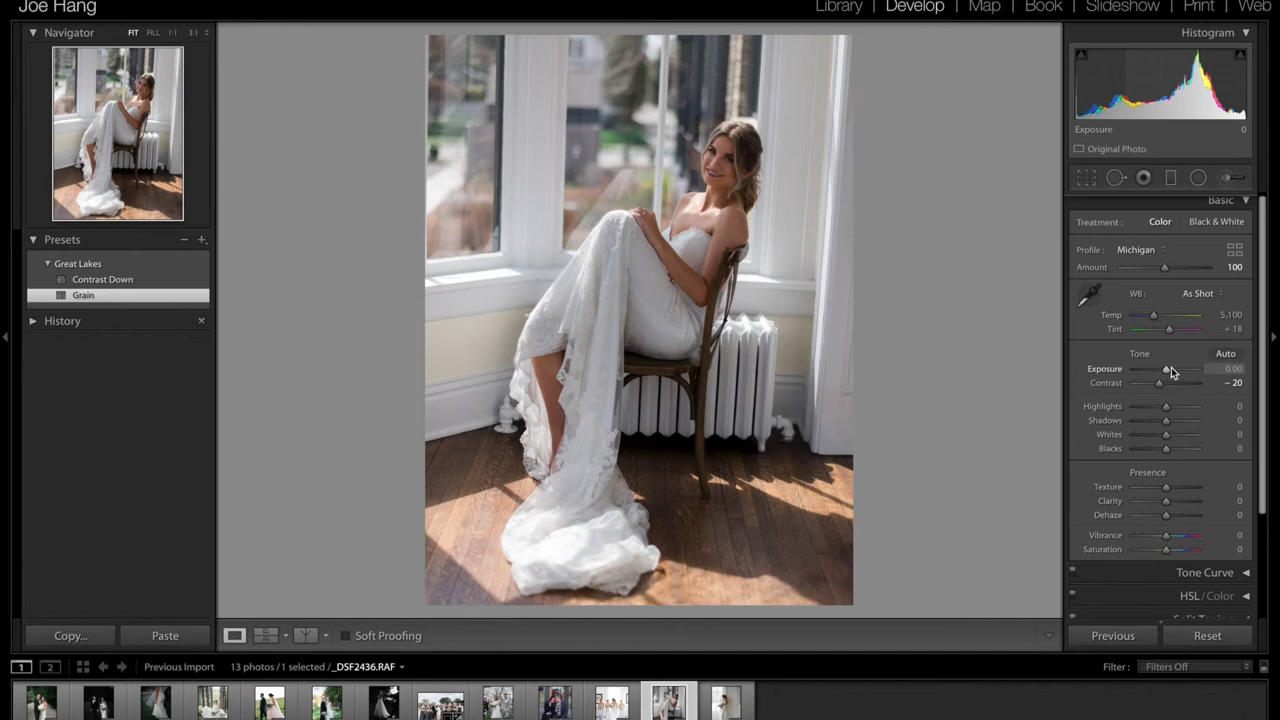 Joe Hang
Library | Develop | Map | Book | Slideshow | Print | Web
Navigator FIT FILL 1:1 3:1
Presets
Great Lakes
Contrast Down
Grain
History
Copy... Paste
Histogram
Exposure 0
Original Photo
Basic
Treatment : Color Black & White
Profile : Michigan
Amount 100
WB : As Shot
Temp 5,100
Tint + 18
Tone Auto
Exposure 0.00
Contrast – 20
Highlights 0
Shadows 0
Whites 0
Blacks 0
Presence
Texture 0
Clarity 0
Dehaze 0
Vibrance 0
Saturation 0
Tone Curve
HSL / Color
Split Toning
Previous Reset
Soft Proofing
1 2 Previous Import 13 photos / 1 selected / _DSF2436.RAF Filter : Filters Off